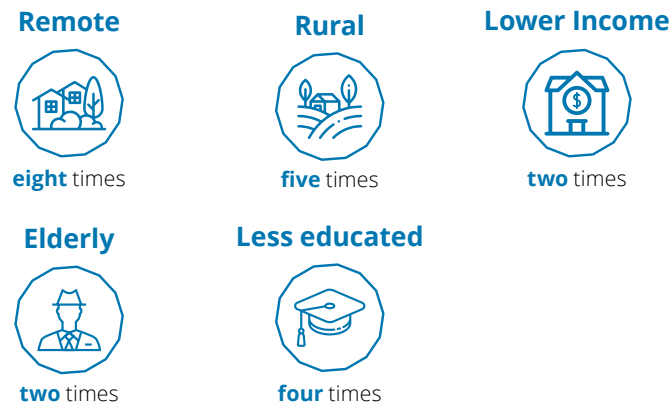 Remote
Rural
Lower Income
$
eight times
five times
two times
Elderly
Less educated
two times
four times